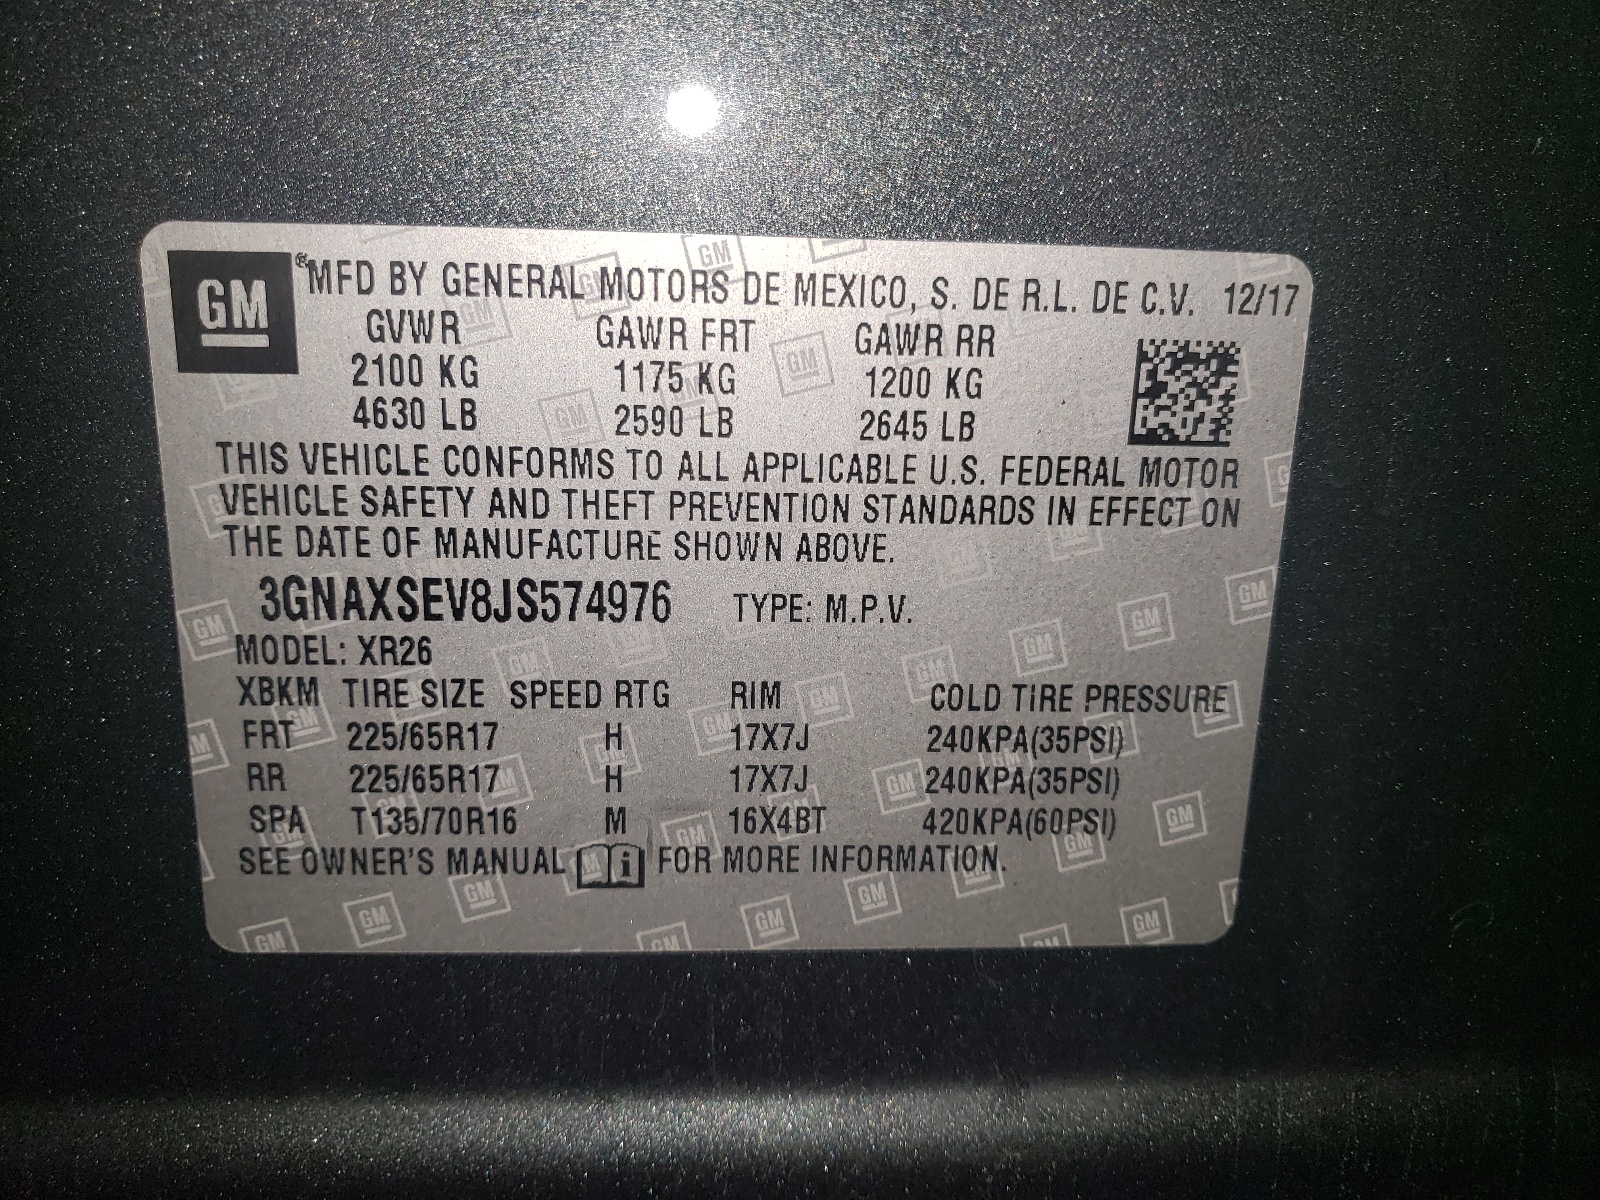 GM
® MFD BY GENERAL MOTORS DE MEXICO, S. DE R.L. DE C.V. 12/17
GVWR GAWR FRT GAWR RR
2100 KG 1175 KG 1200 KG
4630 LB 2590 LB 2645 LB
THIS VEHICLE CONFORMS TO ALL APPLICABLE U.S. FEDERAL MOTOR
VEHICLE SAFETY AND THEFT PREVENTION STANDARDS IN EFFECT ON
THE DATE OF MANUFACTURE SHOWN ABOVE.
3GNAXSEV8JS574976 TYPE: M.P.V.
MODEL: XR26
XBKM TIRE SIZE SPEED RTG RIM COLD TIRE PRESSURE
FRT 225/65R17 H 17X7J 240KPA(35PSI)
RR 225/65R17 H 17X7J 240KPA(35PSI)
SPA T135/70R16 M 16X4BT 420KPA(60PSI)
SEE OWNER'S MANUAL i FOR MORE INFORMATION.